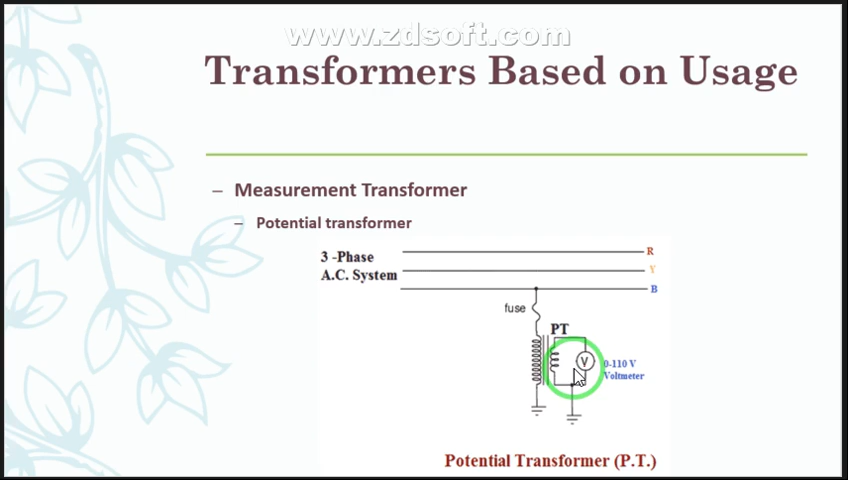 www.zdsoft.com
Transformers Based on Usage
– Measurement Transformer
– Potential transformer
3 -Phase
A.C. System
R
Y
B
fuse
PT
V
0-110 V
Voltmeter
Potential Transformer (P.T.)